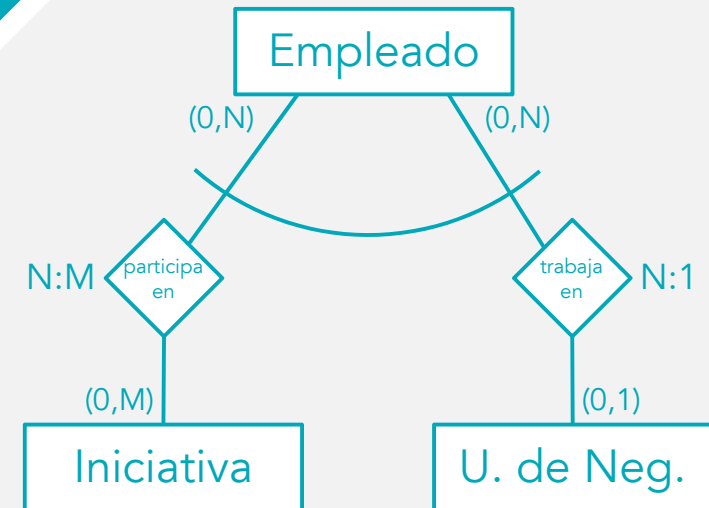 Empleado
(0,N)
(0,N)
participa
en
N:M
trabaja
en
N:1
(0,M)
(0,1)
Iniciativa
U. de Neg.